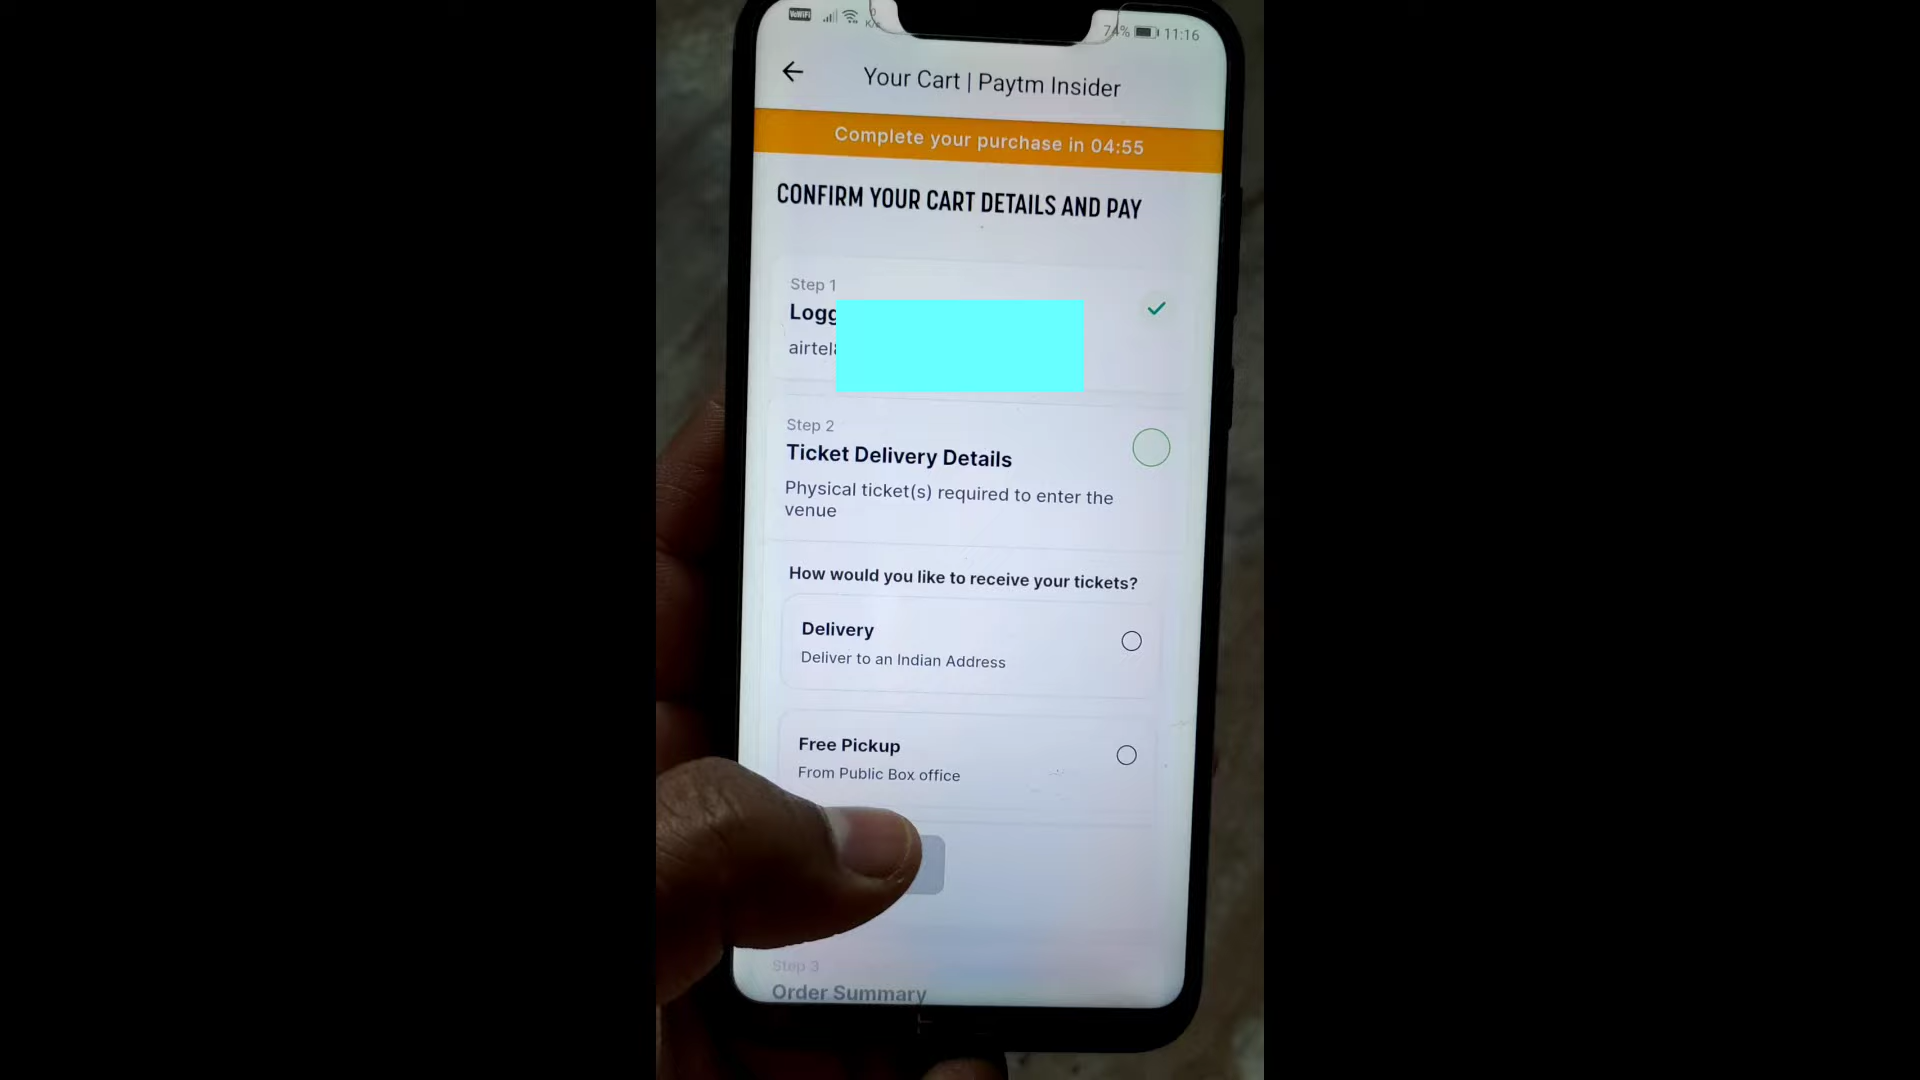 VoWiFi
0
K/s
74% 11:16
Your Cart | Paytm Insider
Complete your purchase in 04:55
CONFIRM YOUR CART DETAILS AND PAY
Step 1
Logg
airtel
Step 2
Ticket Delivery Details
Physical ticket(s) required to enter the
venue
How would you like to receive your tickets?
Delivery
Deliver to an Indian Address
Free Pickup
From Public Box office
Step 3
Order Summary